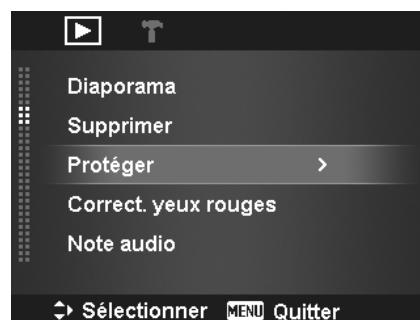 Diaporama
Supprimer
Protéger
Correct. yeux rouges
Note audio
Sélectionner MENU Quitter